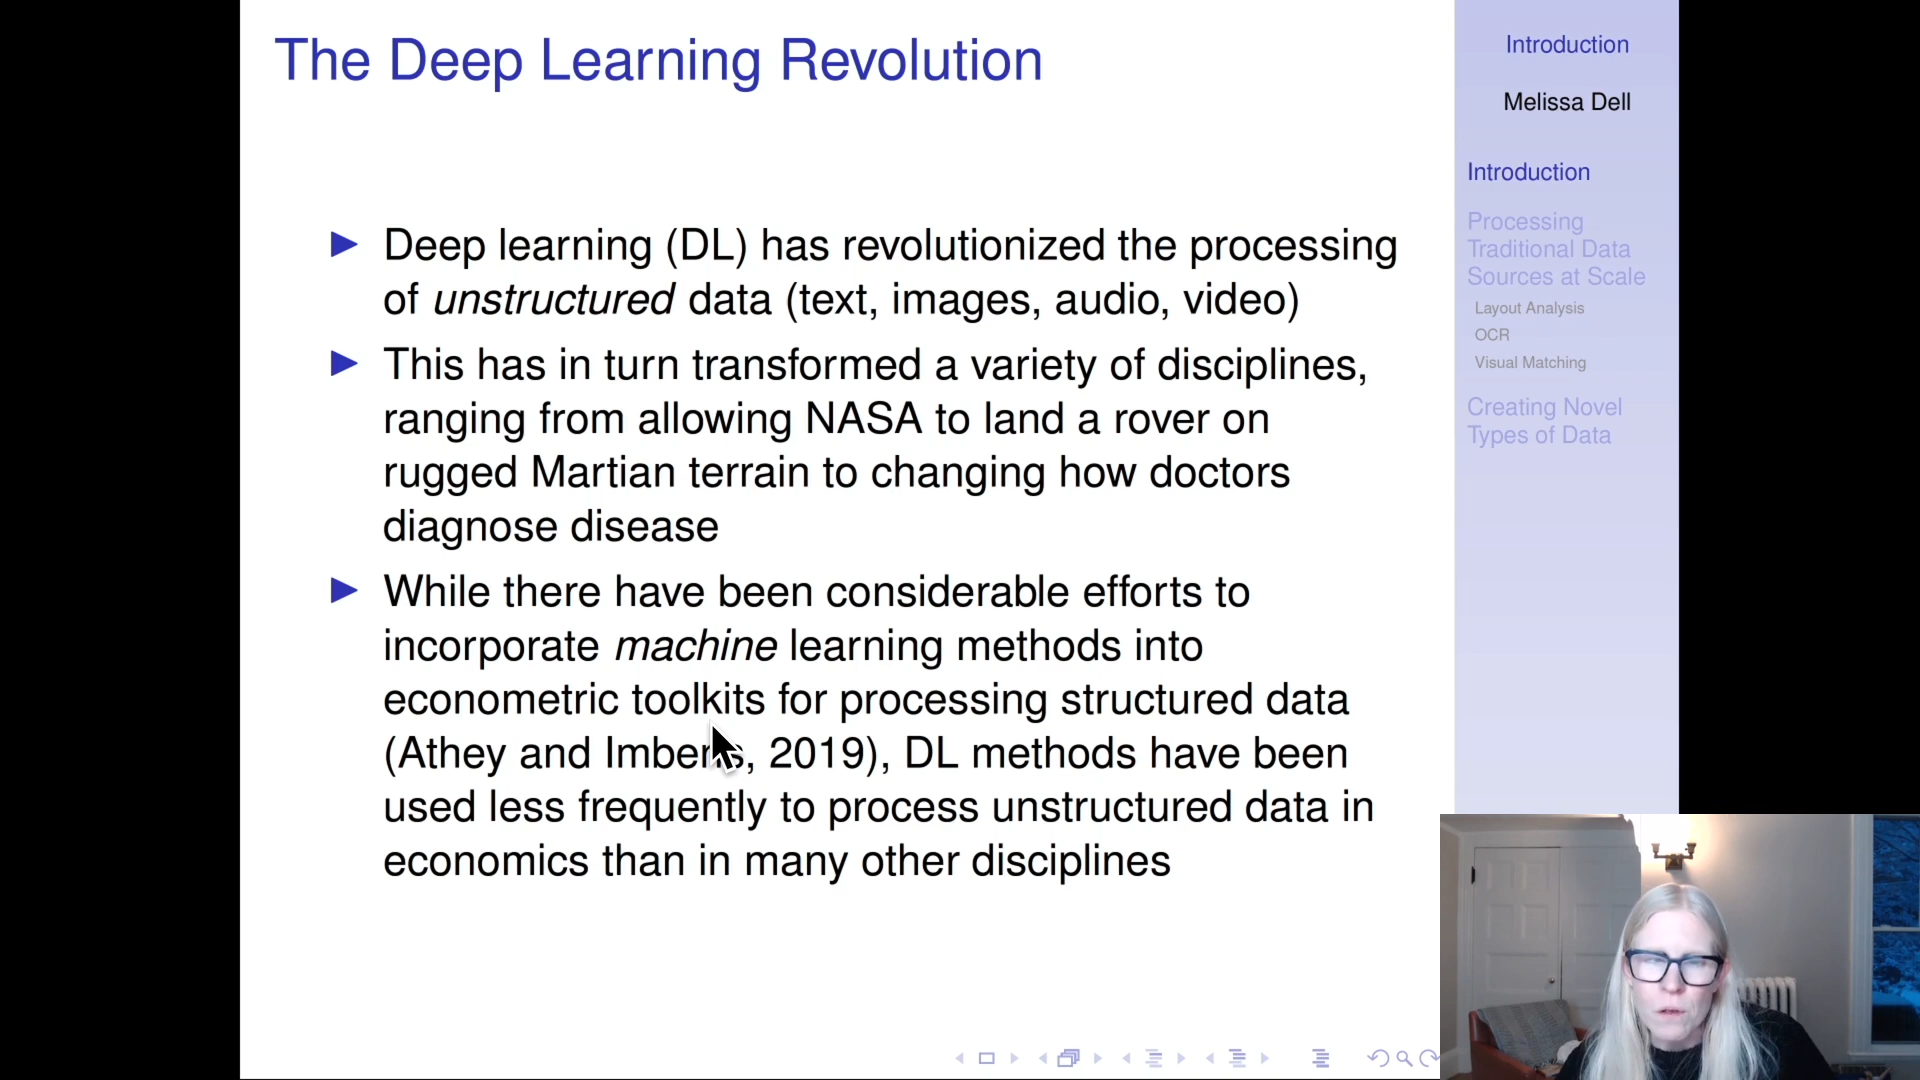 The Deep Learning Revolution
Deep learning (DL) has revolutionized the processing
of unstructured data (text, images, audio, video)
This has in turn transformed a variety of disciplines,
ranging from allowing NASA to land a rover on
rugged Martian terrain to changing how doctors
diagnose disease
While there have been considerable efforts to
incorporate machine learning methods into
econometric toolkits for processing structured data
(Athey and Imbens, 2019), DL methods have been
used less frequently to process unstructured data in
economics than in many other disciplines
Introduction
Melissa Dell
Introduction
Processing
Traditional Data
Sources at Scale
Layout Analysis
OCR
Visual Matching
Creating Novel
Types of Data